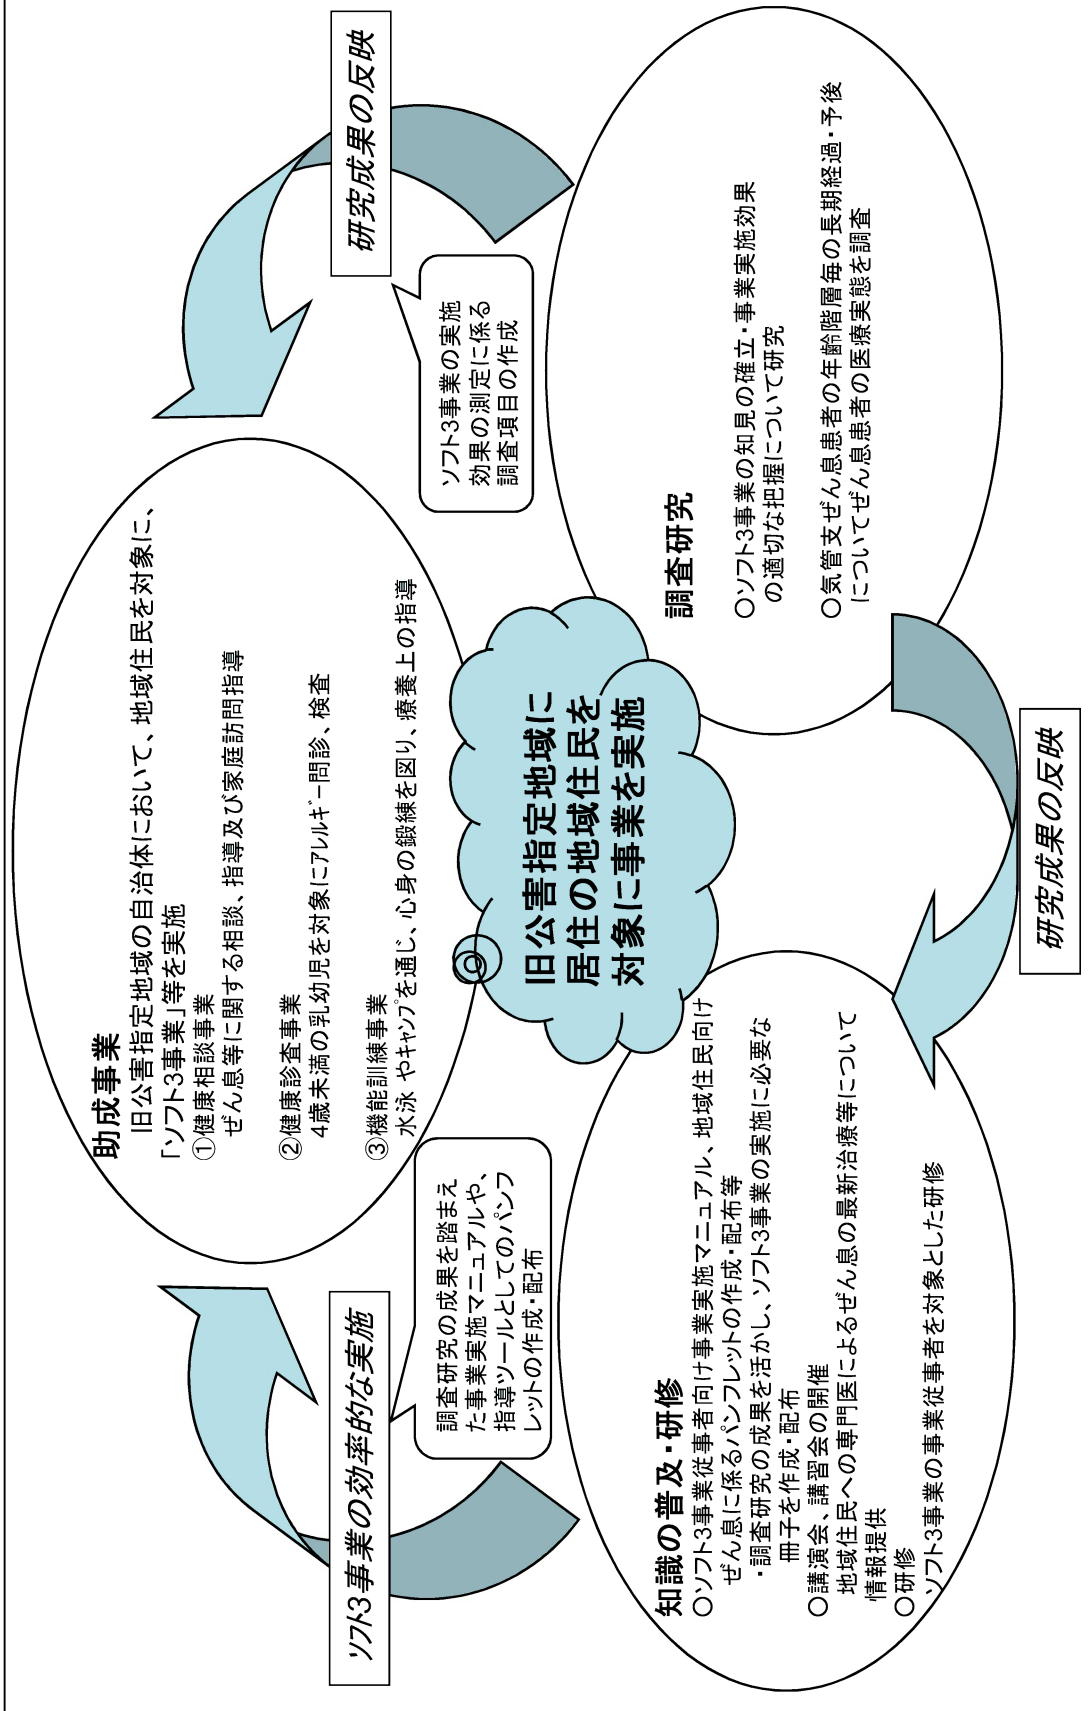 助成事業
旧公害指定地域の自治体において、地域住民を対象に、
「ソフト3事業」等を実施
①健康相談事業
ぜん息等に関する相談、指導及び家庭訪問指導
②健康診査事業
4歳未満の乳幼児を対象にｱﾚﾙｷﾞｰ問診、検査
③機能訓練事業
水泳 やｷｬﾝﾌﾟを通じ、心身の鍛練を図り、療養上の指導
ソフト3事業の効率的な実施
調査研究の成果を踏まえ
た事業実施マニュアルや、
指導ツールとしてのパンフ
レットの作成・配布
研究成果の反映
ソフト3事業の実施
効果の測定に係る
調査項目の作成
旧公害指定地域に
居住の地域住民を
対象に事業を実施
知識の普及・研修
○ソフト3事業従事者向け事業実施マニュアル、地域住民向け
ぜん息に係るパンフレットの作成・配布等
・調査研究の成果を活かし、ソフト3事業の実施に必要な
冊子を作成・配布
○講演会、講習会の開催
地域住民への専門医によるぜん息の最新治療等について
情報提供
○研修
ソフト3事業の事業従事者を対象とした研修
調査研究
○ソフト3事業の知見の確立・事業実施効果
の適切な把握について研究
○気管支ぜん息患者の年齢階層毎の長期経過・予後
についてぜん息患者の医療実態を調査
研究成果の反映